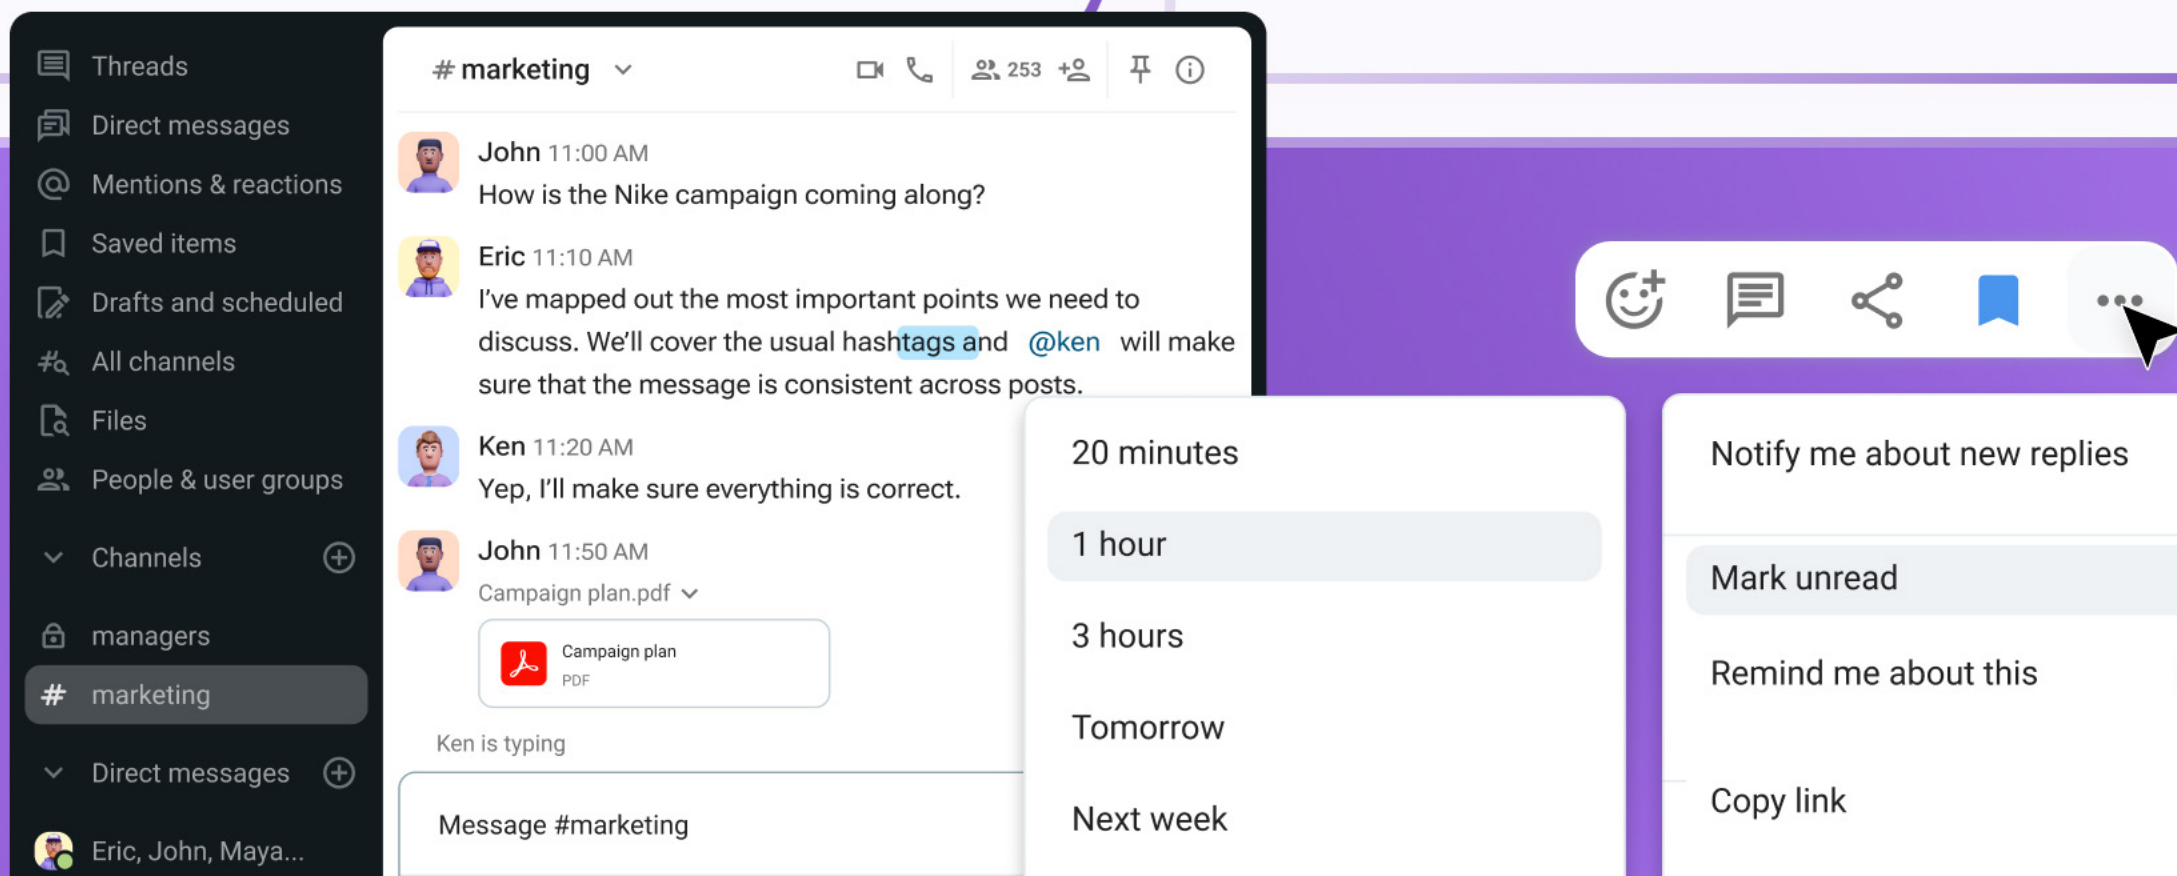 Threads
Direct messages
Mentions & reactions
Saved items
Drafts and scheduled
All channels
Files
People & user groups
Channels
managers
# marketing
Direct messages
Eric, John, Maya...
# marketing
253
John 11:00 AM
How is the Nike campaign coming along?
Eric 11:10 AM
I've mapped out the most important points we need to
discuss. We'll cover the usual hashtags and @ken will make
sure that the message is consistent across posts.
Ken 11:20 AM
Yep, I'll make sure everything is correct.
John 11:50 AM
Campaign plan.pdf
Campaign plan
PDF
Ken is typing
Message #marketing
20 minutes
1 hour
3 hours
Tomorrow
Next week
Notify me about new replies
Mark unread
Remind me about this
Copy link